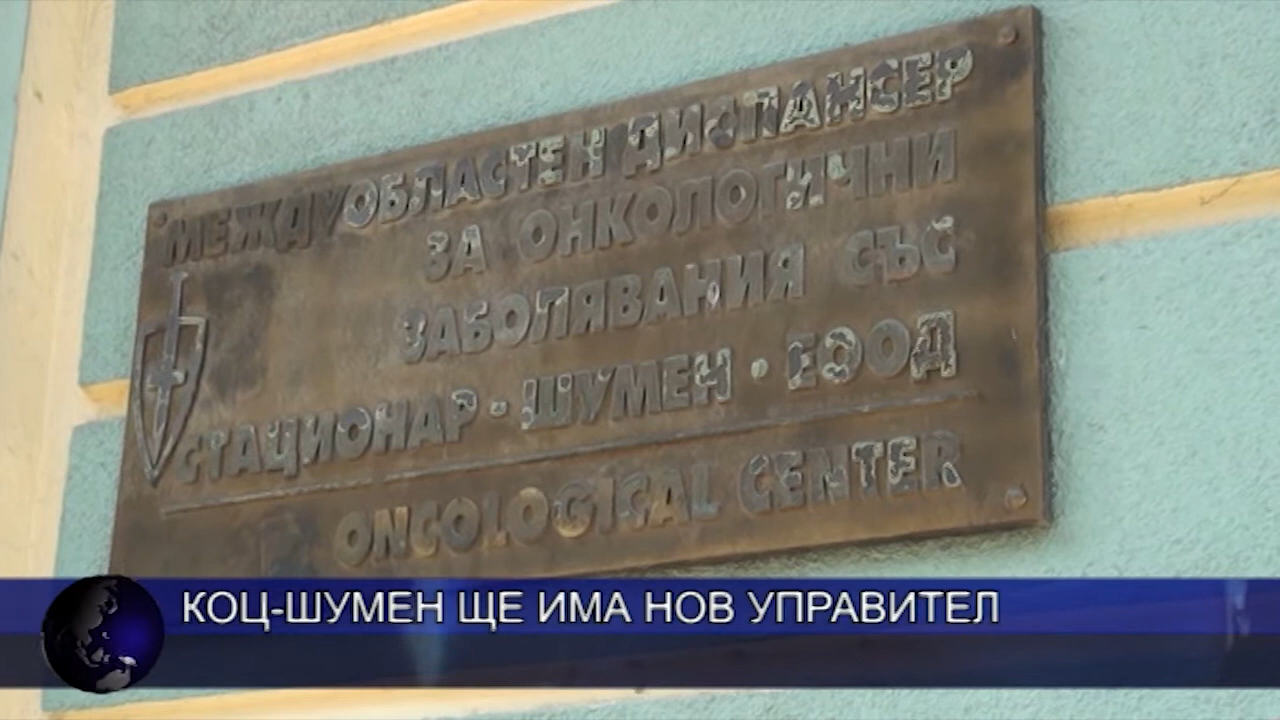 МЕЖДУОБЛАСТЕН ДИСПАНСЕР
ЗА ОНКОЛОГИЧНИ
ЗАБОЛЯВАНИЯ СЪС
СТАЦИОНАР - ШУМЕН · ЕООД
ONCOLOGICAL CENTER
КОЦ-ШУМЕН ЩЕ ИМА НОВ УПРАВИТЕЛ